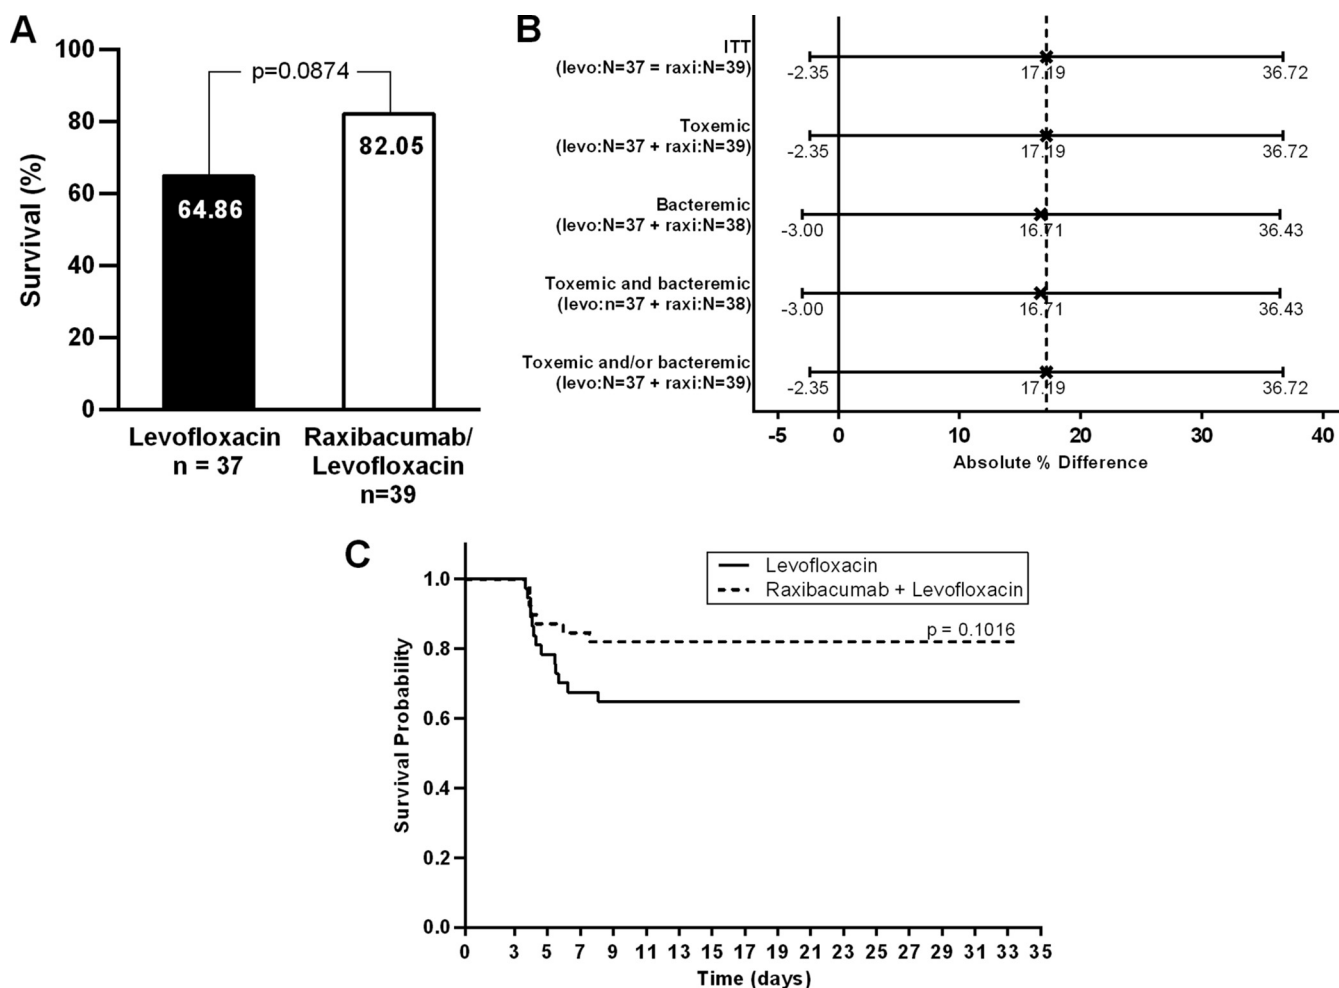 A
Survival (%)
100
80
60
40
20
0
p=0.0874
64.86
82.05
Levofloxacin
n = 37
Raxibacumab/
Levofloxacin
n=39
B
ITT
(levo:N=37 = raxi:N=39)
-2.35
17.19
36.72
Toxemic
(levo:N=37 + raxi:N=39)
-2.35
17.19
36.72
Bacteremic
(levo:N=37 + raxi:N=38)
-3.00
16.71
36.43
Toxemic and bacteremic
(levo:n=37 + raxi:N=38)
-3.00
16.71
36.43
Toxemic and/or bacteremic
(levo:N=37 + raxi:N=39)
-2.35
17.19
36.72
-5 0 10 20 30 40
Absolute % Difference
C
Survival Probability
1.0
0.8
0.6
0.4
0.2
0.0
Levofloxacin
Raxibacumab + Levofloxacin
p = 0.1016
0 3 5 7 9 11 13 15 17 19 21 23 25 27 29 31 33 35
Time (days)